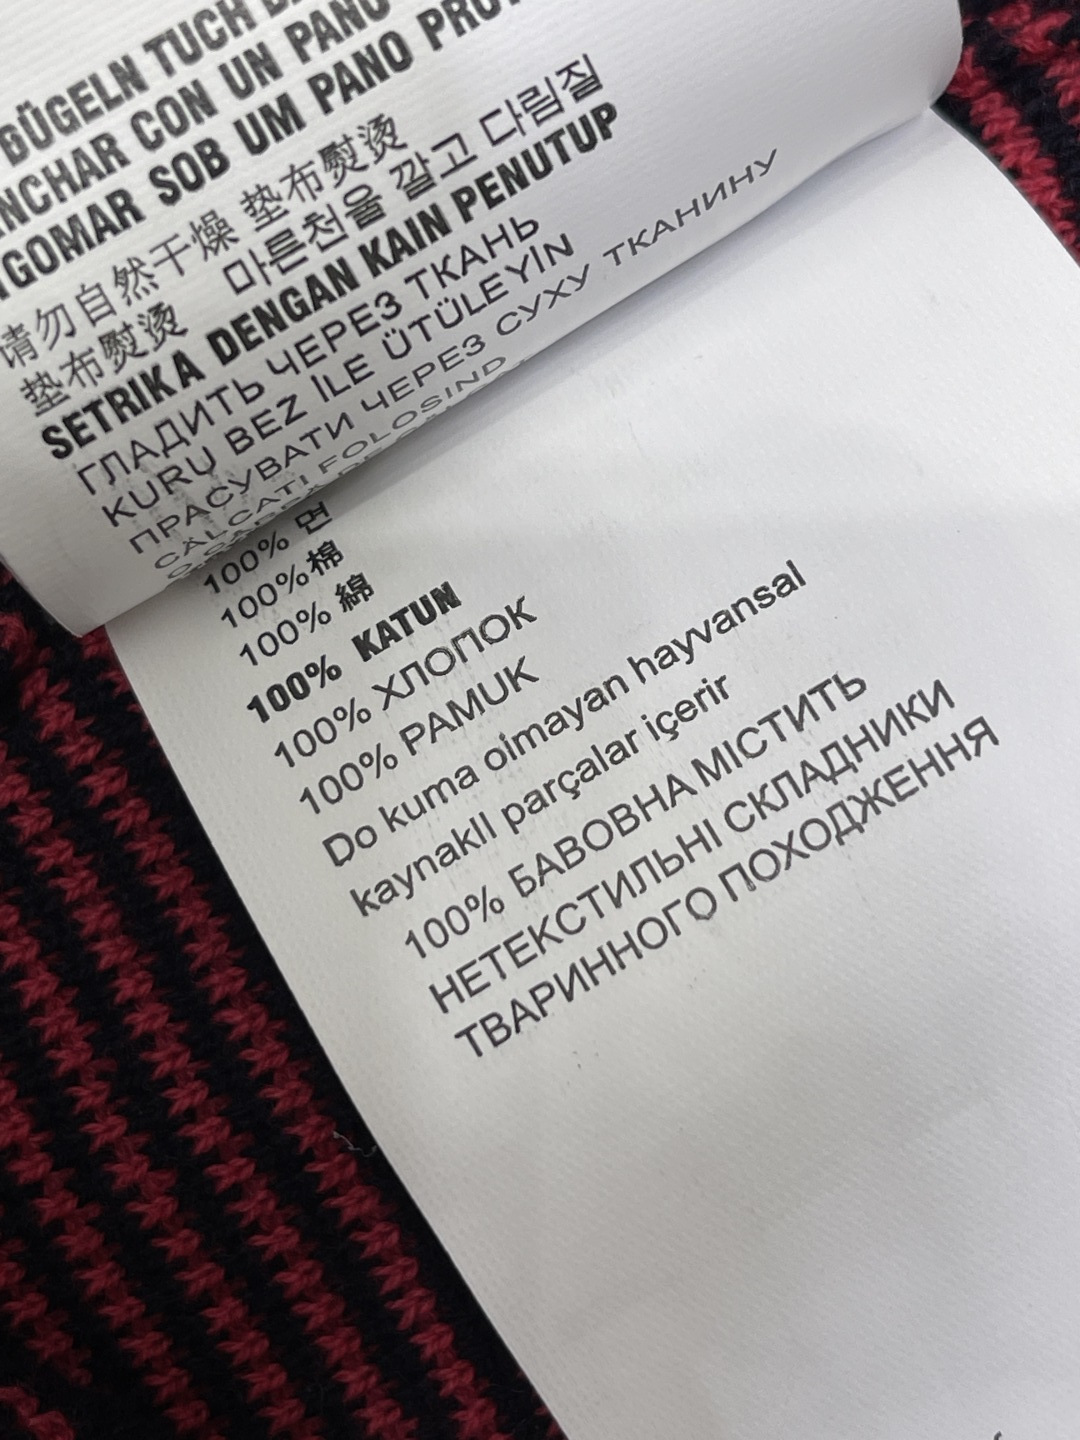 BÜGELN TUCH
NCHAR CON UN PANO
GOMAR SOB UM PANO
请勿自然干燥 垫布熨烫
垫布熨烫 마른천을 깔고 다림질
SETRIKA DENGAN KAIN PENUTUP
ГЛАДИТЬ ЧЕРЕЗ ТКАНЬ
KURU BEZ İLE ÜTÜLEYİN
ПРАСУВАТИ ЧЕРЕЗ СУХУ ТКАНИНУ
CĂLCATI FOLOSIND
100% 면
100%棉
100% 綿
100% KATUN
100% ХЛОПОК
100% PAMUK
Do kuma olmayan hayvansal
kaynaklI parçalar içerir
100% БАВОВНА МІСТИТЬ
НЕТЕКСТИЛЬНІ СКЛАДНИКИ
ТВАРИННОГО ПОХОДЖЕННЯ